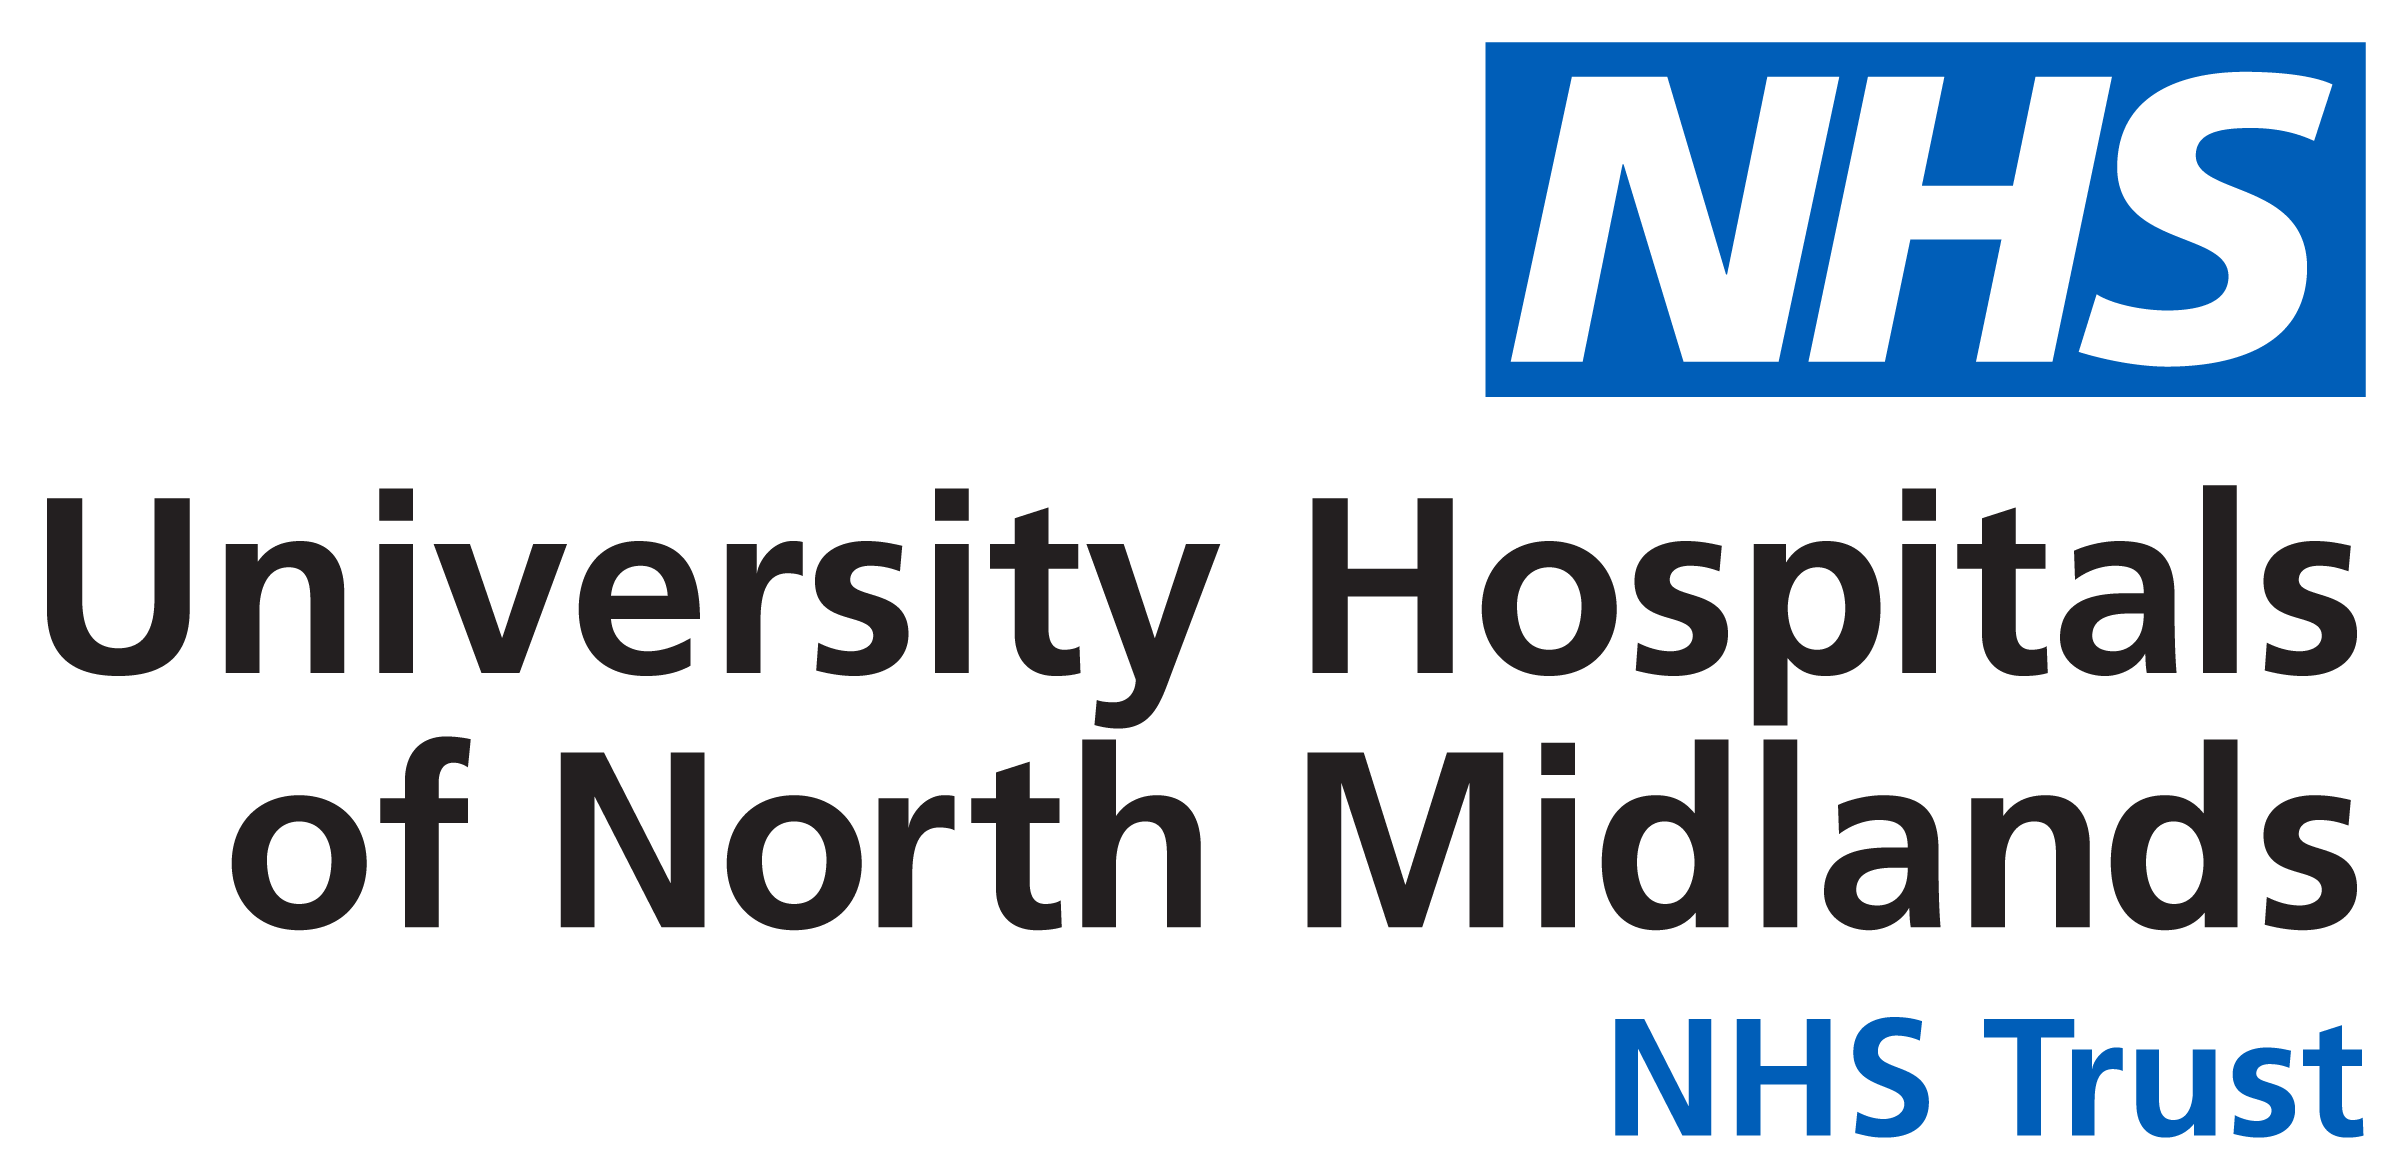 NHS
University Hospitals
of North Midlands
NHS Trust